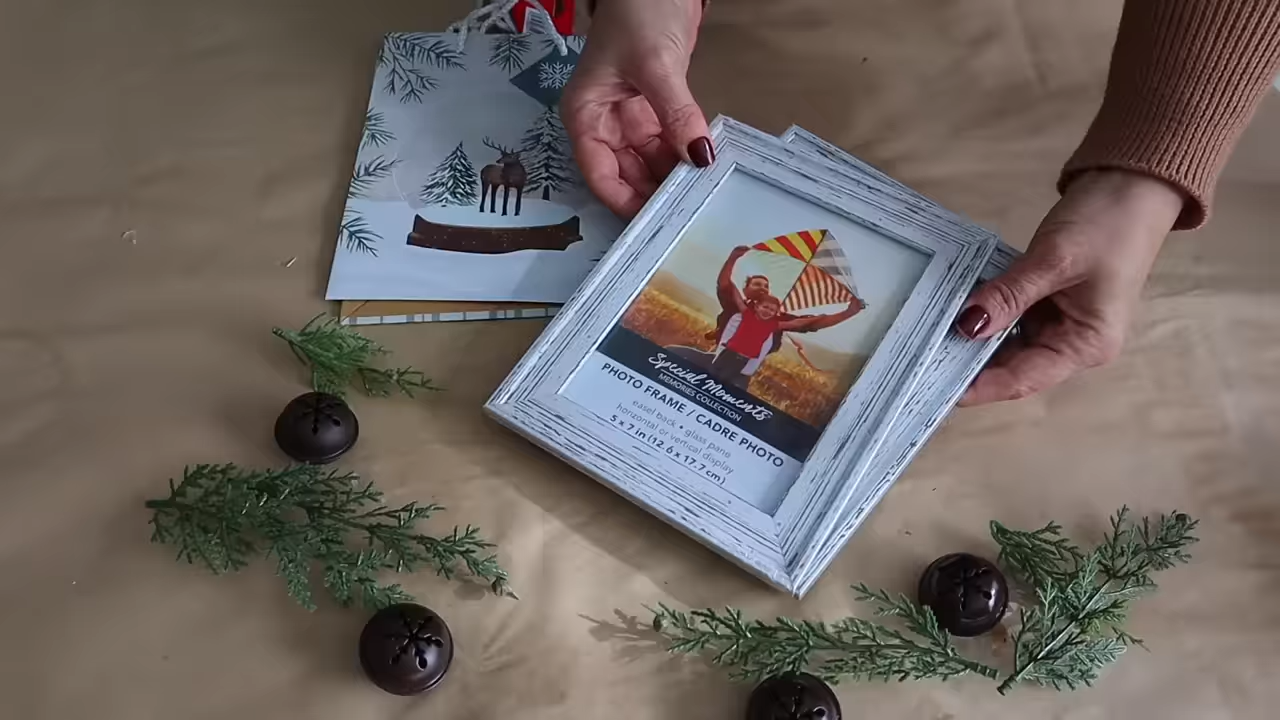 Special Moments
MEMORIES COLLECTION
PHOTO FRAME / CADRE PHOTO
easel back • glass pane
horizontal or vertical display
5 x 7 in (12.6 x 17.7 cm)